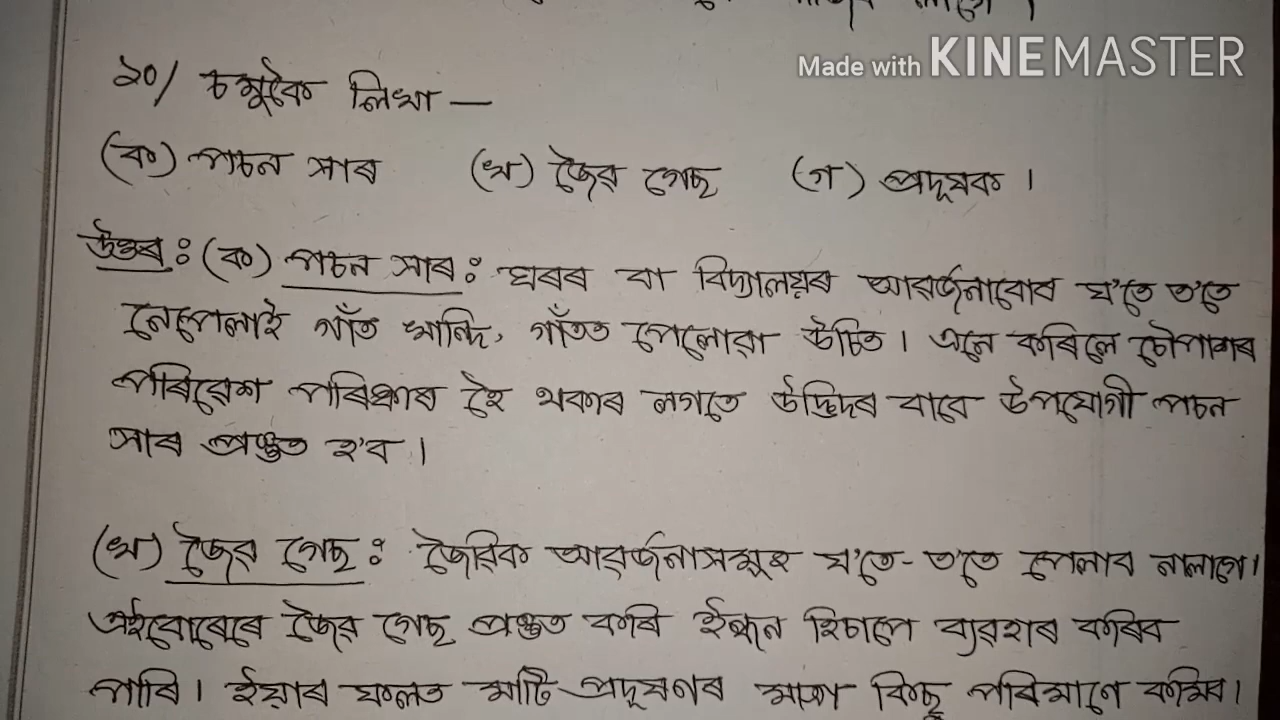 Made with KINEMASTER
১০/ চমুকৈ লিখা —
(ক) পচন সাৰ (খ) জৈৱ গেছ (গ) প্ৰদূষক ।
উত্তৰ : (ক) পচন সাৰ : ঘৰৰ বা বিদ্যালয়ৰ আৱৰ্জনাবোৰ য'তে ত'তে
নেপেলাই গাঁত খান্দি, গাঁতত পেলোৱা উচিত । এনে কৰিলে চৌপাশৰ
পৰিৱেশ পৰিষ্কাৰ হৈ থকাৰ লগতে উদ্ভিদৰ বাবে উপযোগী পচন
সাৰ প্ৰস্তুত হ'ব ।
(খ) জৈৱ গেছ : জৈৱিক আৱৰ্জনাসমূহ য'তে-ত'তে পেলাব নালাগে।
এইবোৰেৰে জৈৱ গেছ প্ৰস্তুত কৰি ইন্ধন হিচাপে ব্যৱহাৰ কৰিব
পাৰি । ইয়াৰ ফলত মাটি প্ৰদূষণৰ মাত্ৰা কিছু পৰিমাণে কমিব।